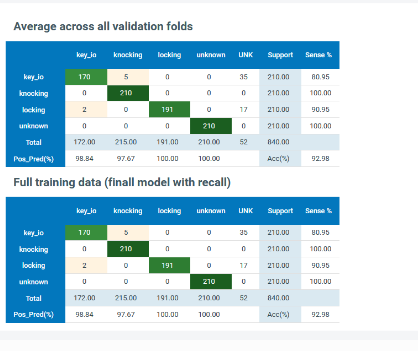 Average across all validation folds
key_io knocking locking unknown UNK Support Sense %
key_io 170 5 0 0 35 210.00 80.95
knocking 0 210 0 0 0 210.00 100.00
locking 2 0 191 0 17 210.00 90.95
unknown 0 0 0 210 0 210.00 100.00
Total 172.00 215.00 191.00 210.00 52 840.00
Pos_Pred(%) 98.84 97.67 100.00 100.00 Acc(%) 92.98
Full training data (finall model with recall)
key_io knocking locking unknown UNK Support Sense %
key_io 170 5 0 0 35 210.00 80.95
knocking 0 210 0 0 0 210.00 100.00
locking 2 0 191 0 17 210.00 90.95
unknown 0 0 0 210 0 210.00 100.00
Total 172.00 215.00 191.00 210.00 52 840.00
Pos_Pred(%) 98.84 97.67 100.00 100.00 Acc(%) 92.98